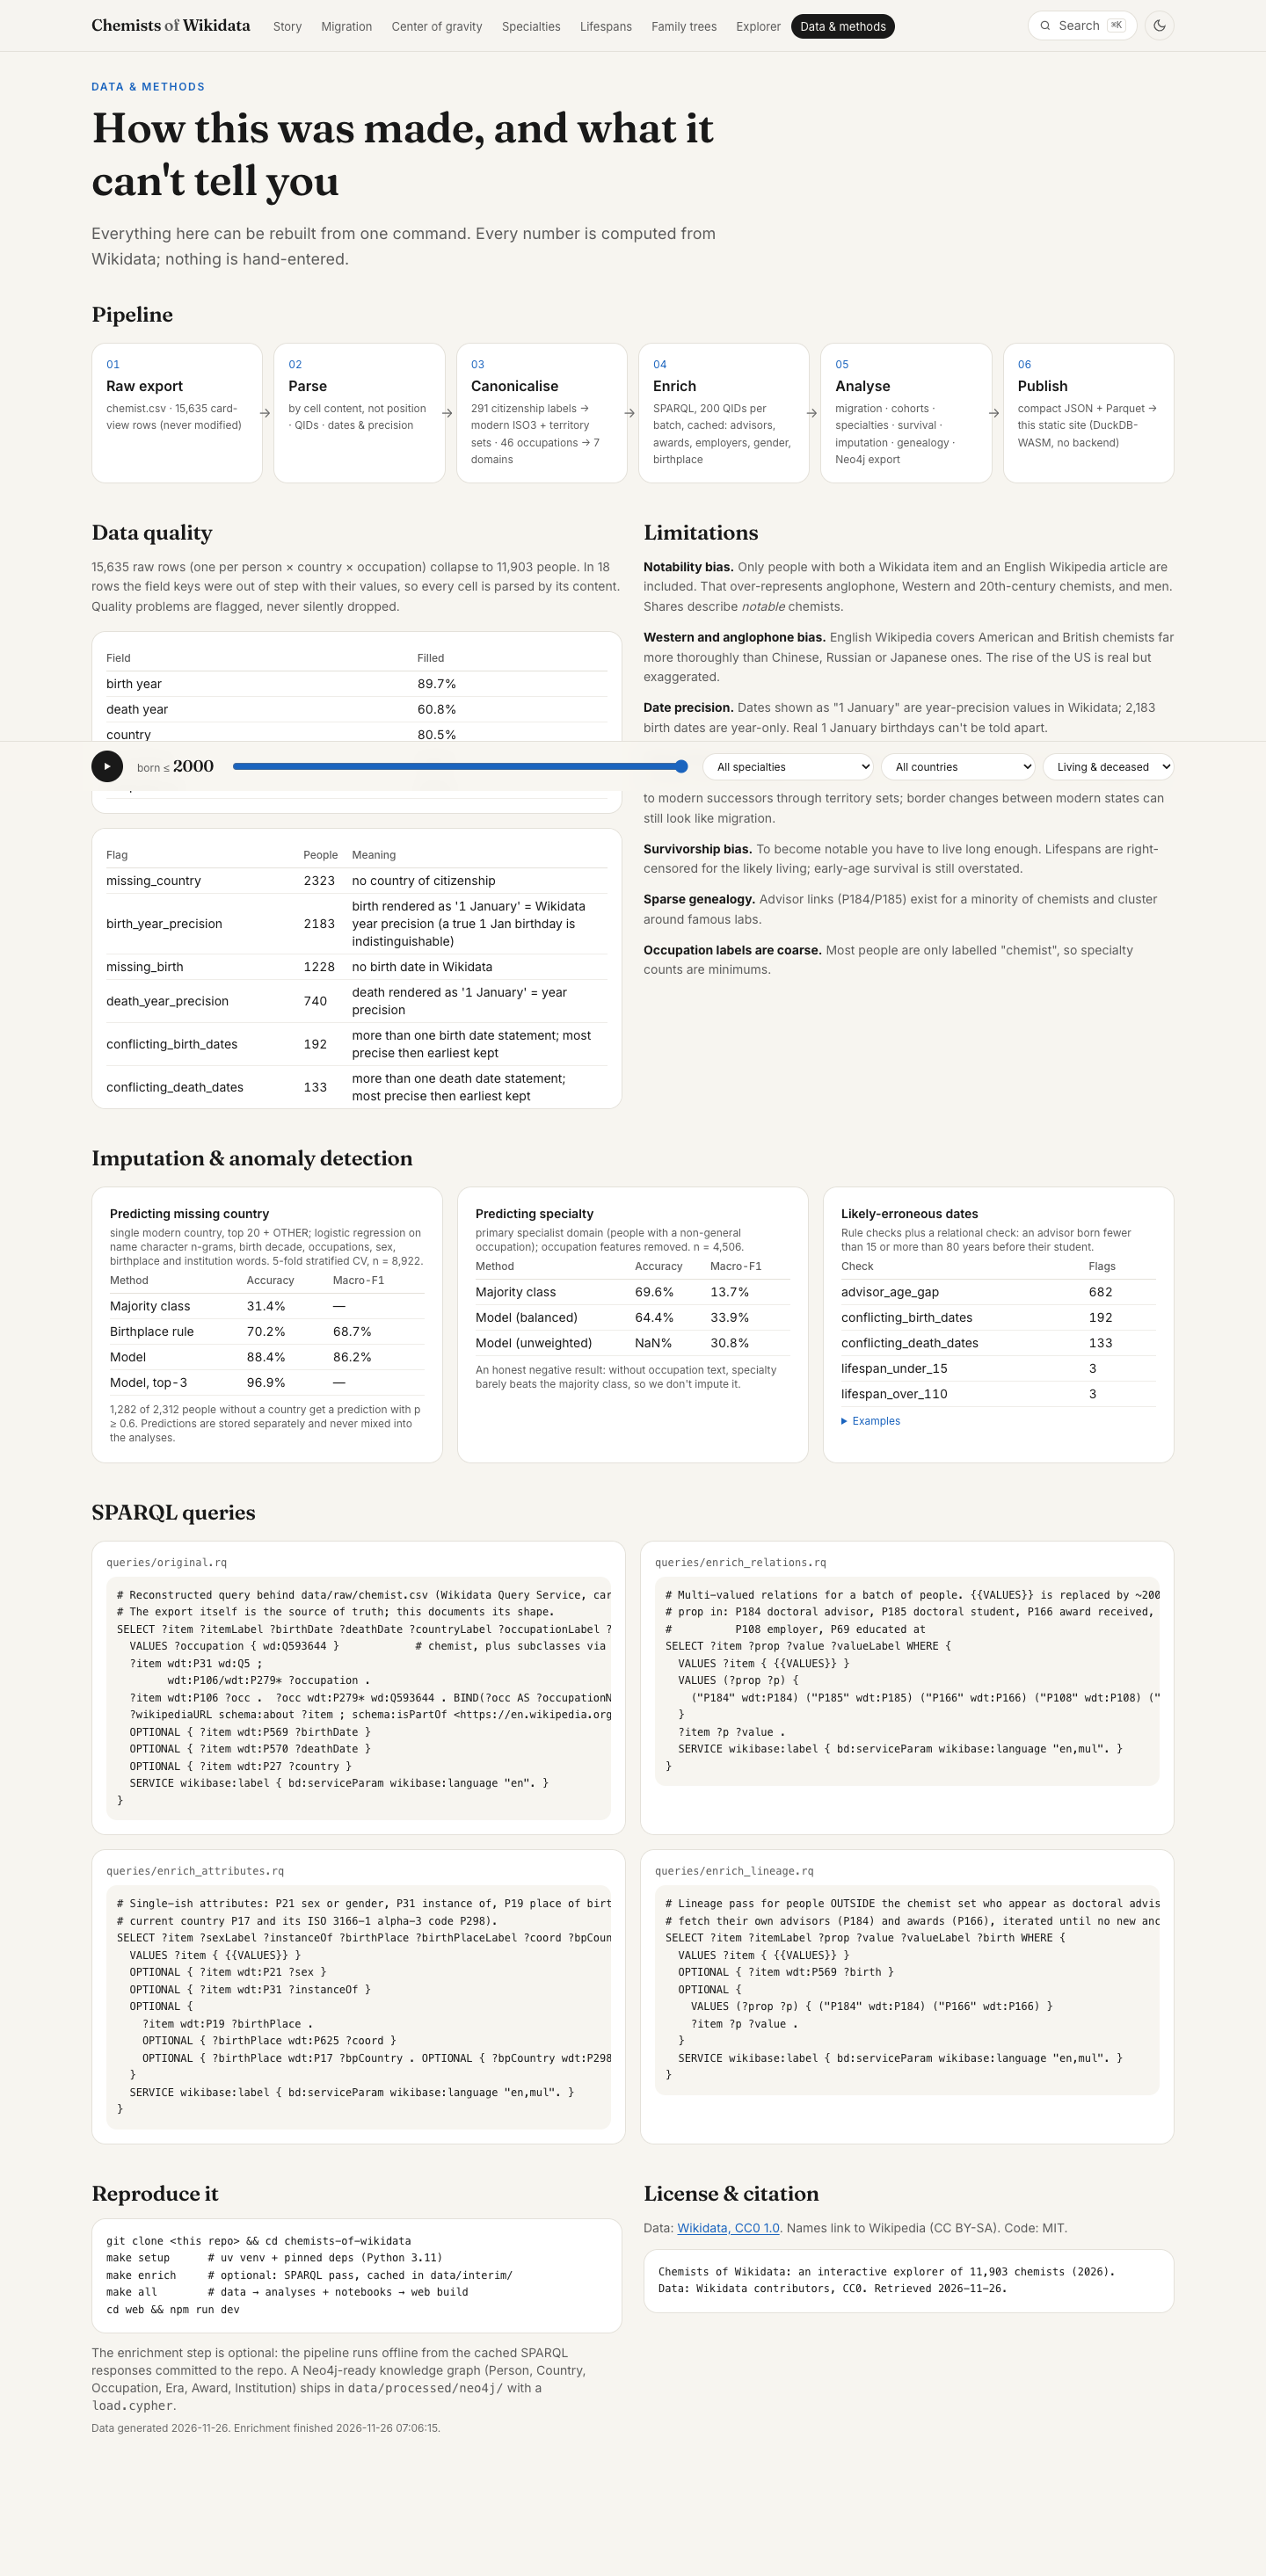 Chemists of Wikidata
Story
Migration
Center of gravity
Specialties
Lifespans
Family trees
Explorer
Data & methods
Search ⌘K
DATA & METHODS
How this was made, and what it
can't tell you
Everything here can be rebuilt from one command. Every number is computed from
Wikidata; nothing is hand-entered.
Pipeline
01
Raw export
chemist.csv · 15,635 card-
view rows (never modified)
→
02
Parse
by cell content, not position
· QIDs · dates & precision
→
03
Canonicalise
291 citizenship labels →
modern ISO3 + territory
sets · 46 occupations → 7
domains
→
04
Enrich
SPARQL, 200 QIDs per
batch, cached: advisors,
awards, employers, gender,
birthplace
→
05
Analyse
migration · cohorts ·
specialties · survival ·
imputation · genealogy ·
Neo4j export
→
06
Publish
compact JSON + Parquet →
this static site (DuckDB-
WASM, no backend)
Data quality
15,635 raw rows (one per person × country × occupation) collapse to 11,903 people. In 18
rows the field keys were out of step with their values, so every cell is parsed by its content.
Quality problems are flagged, never silently dropped.
Field Filled
birth year 89.7%
death year 60.8%
country 80.5%
Limitations
Notability bias. Only people with both a Wikidata item and an English Wikipedia article are
included. That over-represents anglophone, Western and 20th-century chemists, and men.
Shares describe notable chemists.
Western and anglophone bias. English Wikipedia covers American and British chemists far
more thoroughly than Chinese, Russian or Japanese ones. The rise of the US is real but
exaggerated.
Date precision. Dates shown as "1 January" are year-precision values in Wikidata; 2,183
birth dates are year-only. Real 1 January birthdays can't be told apart.
born ≤ 2000
All specialties
All countries
Living & deceased
to modern successors through territory sets; border changes between modern states can
still look like migration.
Survivorship bias. To become notable you have to live long enough. Lifespans are right-
censored for the likely living; early-age survival is still overstated.
Sparse genealogy. Advisor links (P184/P185) exist for a minority of chemists and cluster
around famous labs.
Occupation labels are coarse. Most people are only labelled "chemist", so specialty
counts are minimums.
Flag People Meaning
missing_country 2323 no country of citizenship
birth_year_precision 2183 birth rendered as '1 January' = Wikidata
year precision (a true 1 Jan birthday is
indistinguishable)
missing_birth 1228 no birth date in Wikidata
death_year_precision 740 death rendered as '1 January' = year
precision
conflicting_birth_dates 192 more than one birth date statement; most
precise then earliest kept
conflicting_death_dates 133 more than one death date statement;
most precise then earliest kept
Imputation & anomaly detection
Predicting missing country
single modern country, top 20 + OTHER; logistic regression on
name character n-grams, birth decade, occupations, sex,
birthplace and institution words. 5-fold stratified CV, n = 8,922.
Method Accuracy Macro-F1
Majority class 31.4% —
Birthplace rule 70.2% 68.7%
Model 88.4% 86.2%
Model, top-3 96.9% —
1,282 of 2,312 people without a country get a prediction with p
≥ 0.6. Predictions are stored separately and never mixed into
the analyses.
Predicting specialty
primary specialist domain (people with a non-general
occupation); occupation features removed. n = 4,506.
Method Accuracy Macro-F1
Majority class 69.6% 13.7%
Model (balanced) 64.4% 33.9%
Model (unweighted) NaN% 30.8%
An honest negative result: without occupation text, specialty
barely beats the majority class, so we don't impute it.
Likely-erroneous dates
Rule checks plus a relational check: an advisor born fewer
than 15 or more than 80 years before their student.
Check Flags
advisor_age_gap 682
conflicting_birth_dates 192
conflicting_death_dates 133
lifespan_under_15 3
lifespan_over_110 3
▶ Examples
SPARQL queries
queries/original.rq
# Reconstructed query behind data/raw/chemist.csv (Wikidata Query Service, car
# The export itself is the source of truth; this documents its shape.
SELECT ?item ?itemLabel ?birthDate ?deathDate ?countryLabel ?occupationLabel ?
  VALUES ?occupation { wd:Q593644 }            # chemist, plus subclasses via
  ?item wdt:P31 wd:Q5 ;
        wdt:P106/wdt:P279* ?occupation .
  ?item wdt:P106 ?occ .  ?occ wdt:P279* wd:Q593644 . BIND(?occ AS ?occupationN
  ?wikipediaURL schema:about ?item ; schema:isPartOf <https://en.wikipedia.org
  OPTIONAL { ?item wdt:P569 ?birthDate }
  OPTIONAL { ?item wdt:P570 ?deathDate }
  OPTIONAL { ?item wdt:P27 ?country }
  SERVICE wikibase:label { bd:serviceParam wikibase:language "en". }
}
queries/enrich_relations.rq
# Multi-valued relations for a batch of people. {{VALUES}} is replaced by ~200
# prop in: P184 doctoral advisor, P185 doctoral student, P166 award received,
#          P108 employer, P69 educated at
SELECT ?item ?prop ?value ?valueLabel WHERE {
  VALUES ?item { {{VALUES}} }
  VALUES (?prop ?p) {
    ("P184" wdt:P184) ("P185" wdt:P185) ("P166" wdt:P166) ("P108" wdt:P108) ("
  }
  ?item ?p ?value .
  SERVICE wikibase:label { bd:serviceParam wikibase:language "en,mul". }
}
queries/enrich_attributes.rq
# Single-ish attributes: P21 sex or gender, P31 instance of, P19 place of birt
# current country P17 and its ISO 3166-1 alpha-3 code P298).
SELECT ?item ?sexLabel ?instanceOf ?birthPlace ?birthPlaceLabel ?coord ?bpCoun
  VALUES ?item { {{VALUES}} }
  OPTIONAL { ?item wdt:P21 ?sex }
  OPTIONAL { ?item wdt:P31 ?instanceOf }
  OPTIONAL {
    ?item wdt:P19 ?birthPlace .
    OPTIONAL { ?birthPlace wdt:P625 ?coord }
    OPTIONAL { ?birthPlace wdt:P17 ?bpCountry . OPTIONAL { ?bpCountry wdt:P298
  }
  SERVICE wikibase:label { bd:serviceParam wikibase:language "en,mul". }
}
queries/enrich_lineage.rq
# Lineage pass for people OUTSIDE the chemist set who appear as doctoral advis
# fetch their own advisors (P184) and awards (P166), iterated until no new anc
SELECT ?item ?itemLabel ?prop ?value ?valueLabel ?birth WHERE {
  VALUES ?item { {{VALUES}} }
  OPTIONAL { ?item wdt:P569 ?birth }
  OPTIONAL {
    VALUES (?prop ?p) { ("P184" wdt:P184) ("P166" wdt:P166) }
    ?item ?p ?value .
  }
  SERVICE wikibase:label { bd:serviceParam wikibase:language "en,mul". }
}
Reproduce it
git clone <this repo> && cd chemists-of-wikidata
make setup      # uv venv + pinned deps (Python 3.11)
make enrich     # optional: SPARQL pass, cached in data/interim/
make all        # data → analyses + notebooks → web build
cd web && npm run dev
The enrichment step is optional: the pipeline runs offline from the cached SPARQL
responses committed to the repo. A Neo4j-ready knowledge graph (Person, Country,
Occupation, Era, Award, Institution) ships in data/processed/neo4j/ with a
load.cypher.
Data generated 2026-11-26. Enrichment finished 2026-11-26 07:06:15.
License & citation
Data: Wikidata, CC0 1.0. Names link to Wikipedia (CC BY-SA). Code: MIT.
Chemists of Wikidata: an interactive explorer of 11,903 chemists (2026).
Data: Wikidata contributors, CC0. Retrieved 2026-11-26.